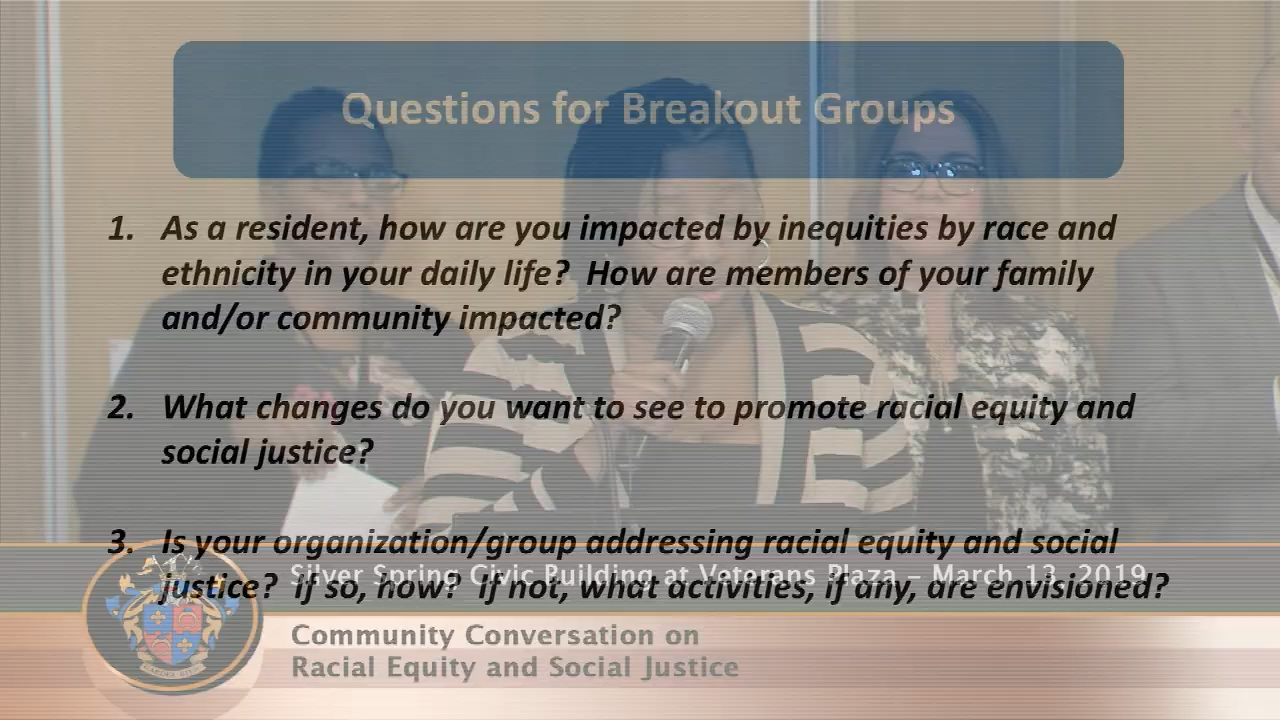 Questions for Breakout Groups
1. As a resident, how are you impacted by inequities by race and
ethnicity in your daily life? How are members of your family
and/or community impacted?
2. What changes do you want to see to promote racial equity and
social justice?
3. Is your organization/group addressing racial equity and social
justice? If so, how? If not, what activities, if any, are envisioned?
Silver Spring Civic Building at Veterans Plaza – March 13, 2019
Community Conversation on
Racial Equity and Social Justice